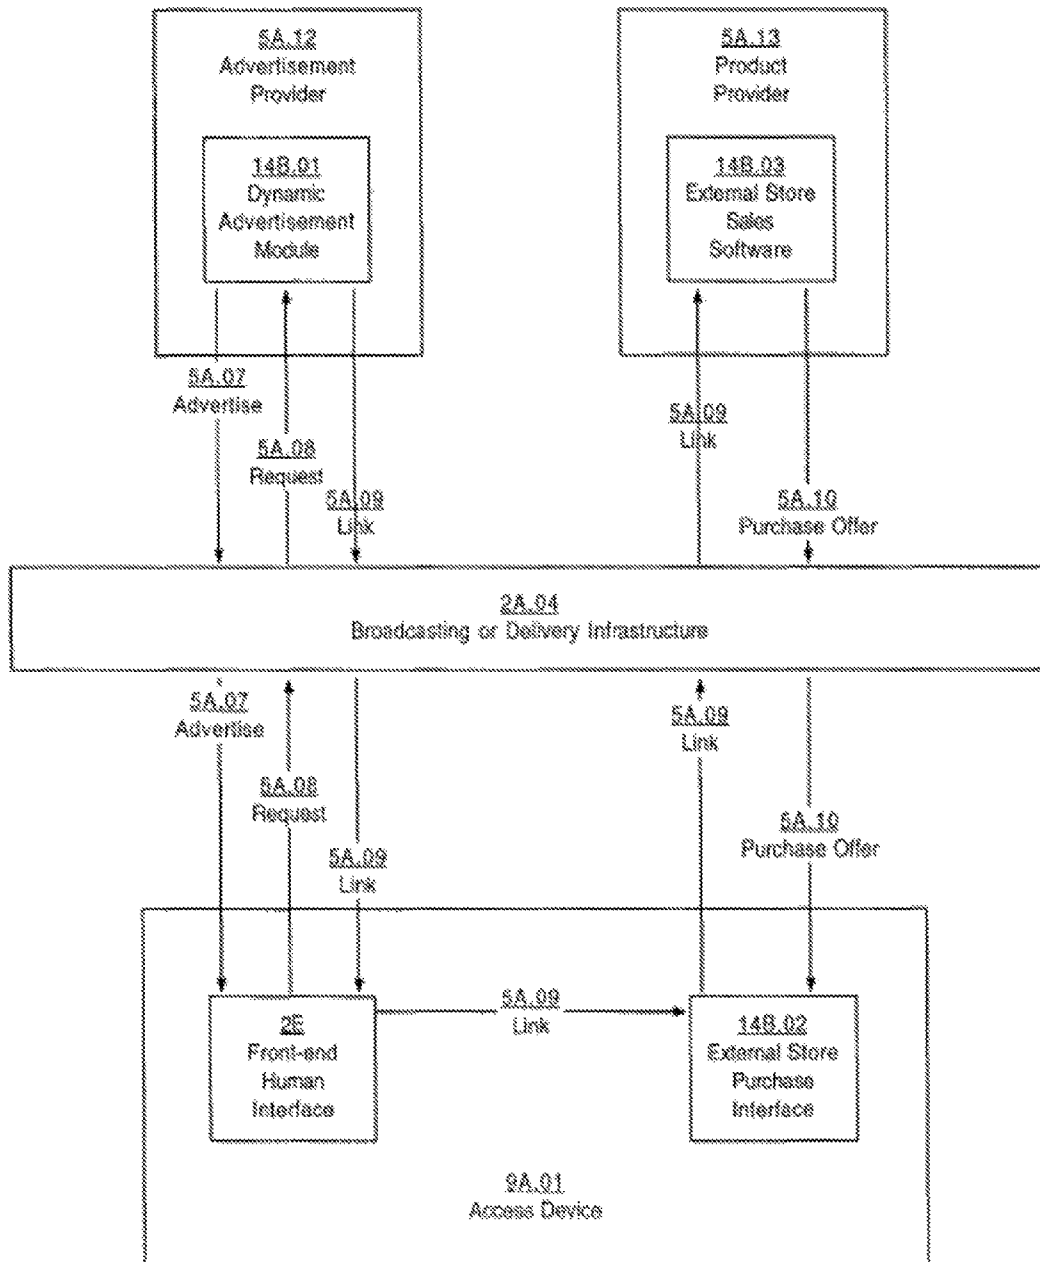 5A.12
Advertisement
Provider
14B.01
Dynamic
Advertisement
Module
5A.13
Product
Provider
14B.03
External Store
Sales
Software
5A.07
Advertise
5A.08
Request
5A.09
Link
5A.09
Link
5A.10
Purchase Offer
2A.04
Broadcasting or Delivery Infrastructure
5A.07
Advertise
5A.08
Request
5A.09
Link
5A.09
Link
5A.10
Purchase Offer
5A.09
Link
2E
Front-end
Human
Interface
14B.02
External Store
Purchase
Interface
9A.01
Access Device